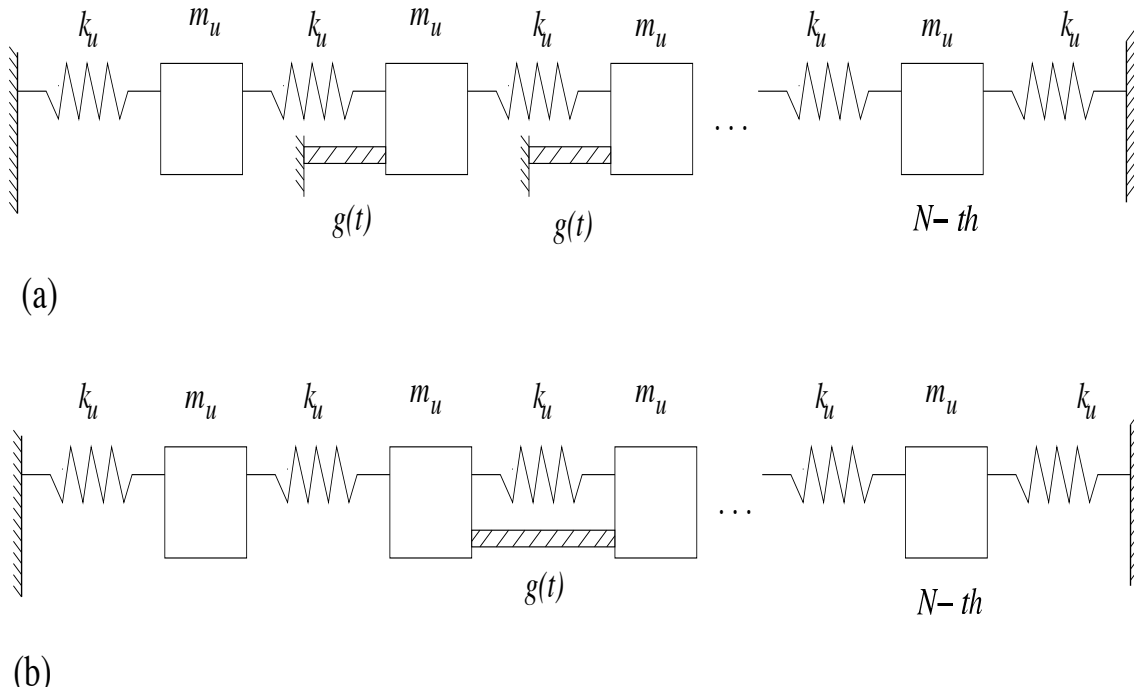 k_u m_u k_u m_u k_u m_u k_u m_u k_u
...
g(t) g(t) N- th
(a)
k_u m_u k_u m_u k_u m_u k_u m_u k_u
...
g(t) N- th
(b)